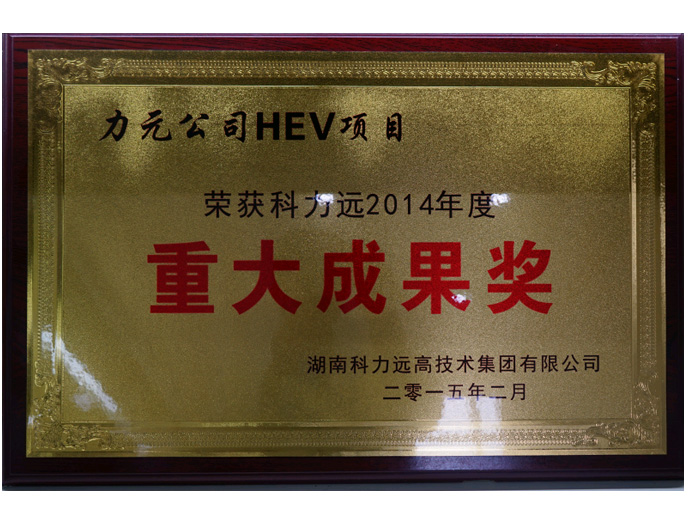 力元公司HEV项目
荣获科力远2014年度
重大成果奖
湖南科力远高技术集团有限公司
二零一五年二月